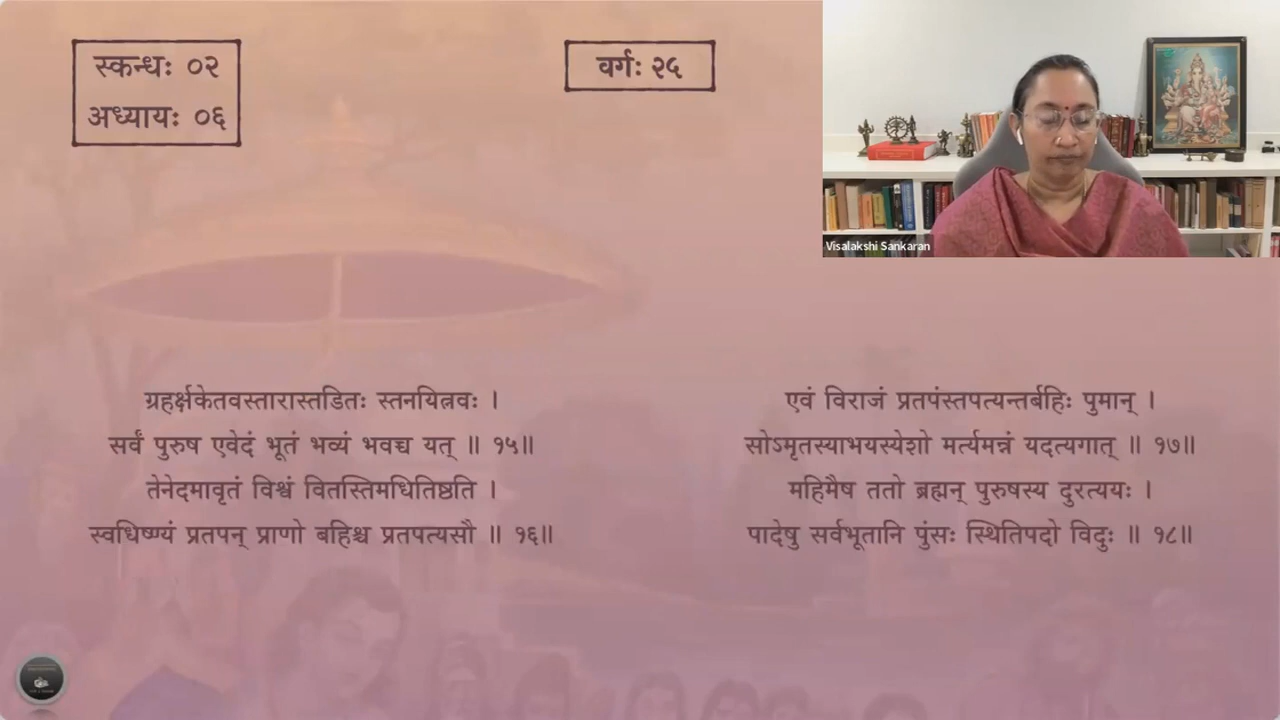 स्कन्धः ०२
अध्यायः ०६
वर्गः २५
Visalakshi Sankaran
ग्रहर्क्षकेतवस्तारास्तडितः स्तनयित्नवः ।
सर्वं पुरुष एवेदं भूतं भव्यं भवच्च यत् ॥ १५॥
तेनेदमावृतं विश्वं वितस्तिमधितिष्ठति ।
स्वधिष्ण्यं प्रतपन् प्राणो बहिश्च प्रतपत्यसौ ॥ १६॥
एवं विराजं प्रतपंस्तपत्यन्तर्बहिः पुमान् ।
सोऽमृतस्याभयस्येशो मर्त्यमन्नं यदत्यगात् ॥ १७॥
महिमैष ततो ब्रह्मन् पुरुषस्य दुरत्ययः ।
पादेषु सर्वभूतानि पुंसः स्थितिपदो विदुः ॥ १८॥